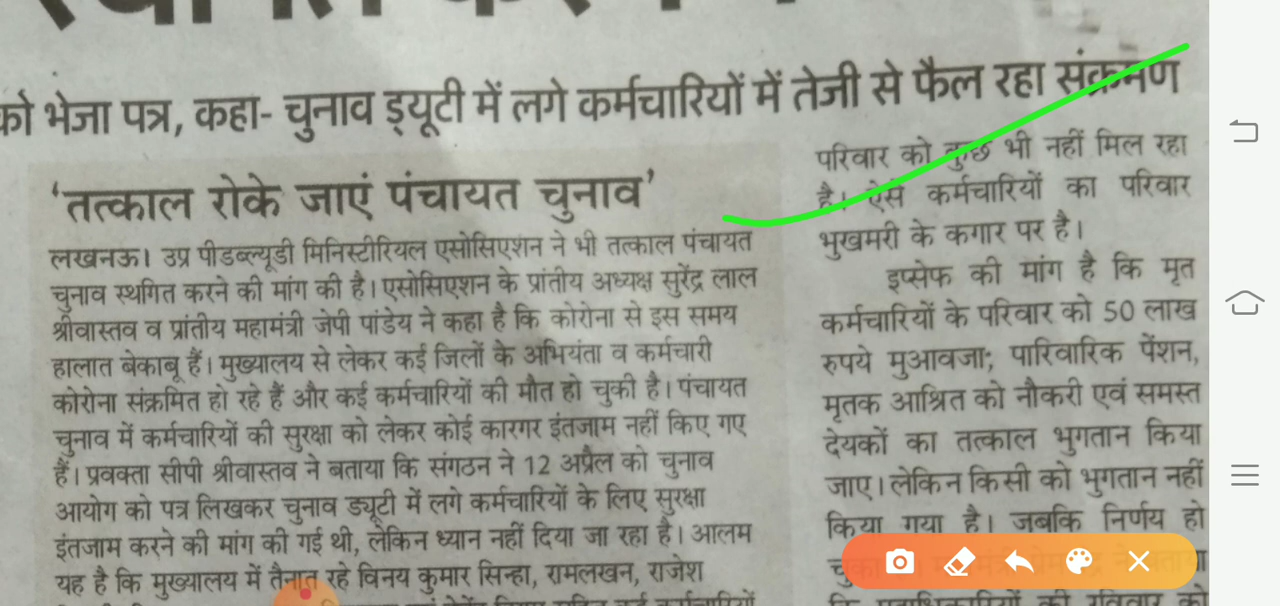 को भेजा पत्र, कहा- चुनाव ड्यूटी में लगे कर्मचारियों में तेजी से फैल रहा संक्रमण
'तत्काल रोके जाएं पंचायत चुनाव'
लखनऊ। उप्र पीडब्ल्यूडी मिनिस्टीरियल एसोसिएशन ने भी तत्काल पंचायत
चुनाव स्थगित करने की मांग की है। एसोसिएशन के प्रांतीय अध्यक्ष सुरेंद्र लाल
श्रीवास्तव व प्रांतीय महामंत्री जेपी पांडेय ने कहा है कि कोरोना से इस समय
हालात बेकाबू हैं। मुख्यालय से लेकर कई जिलों के अभियंता व कर्मचारी
कोरोना संक्रमित हो रहे हैं और कई कर्मचारियों की मौत हो चुकी है। पंचायत
चुनाव में कर्मचारियों की सुरक्षा को लेकर कोई कारगर इंतजाम नहीं किए गए
हैं। प्रवक्ता सीपी श्रीवास्तव ने बताया कि संगठन ने 12 अप्रैल को चुनाव
आयोग को पत्र लिखकर चुनाव ड्यूटी में लगे कर्मचारियों के लिए सुरक्षा
इंतजाम करने की मांग की गई थी, लेकिन ध्यान नहीं दिया जा रहा है। आलम
यह है कि मुख्यालय में तैनात रहे विनय कुमार सिन्हा, रामलखन, राजेश
परिवार को कुछ भी नहीं मिल रहा
है। ऐसे कर्मचारियों का परिवार
भुखमरी के कगार पर है।
इप्सेफ की मांग है कि मृत
कर्मचारियों के परिवार को 50 लाख
रुपये मुआवजा; पारिवारिक पेंशन,
मृतक आश्रित को नौकरी एवं समस्त
देयकों का तत्काल भुगतान किया
जाए। लेकिन किसी को भुगतान नहीं
किया गया है। जबकि निर्णय हो